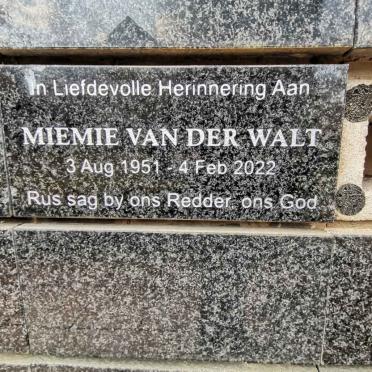 In Liefdevolle Herinnering Aan
MIEMIE VAN DER WALT
3 Aug 1951 - 4 Feb 2022
Rus sag by ons Redder, ons God